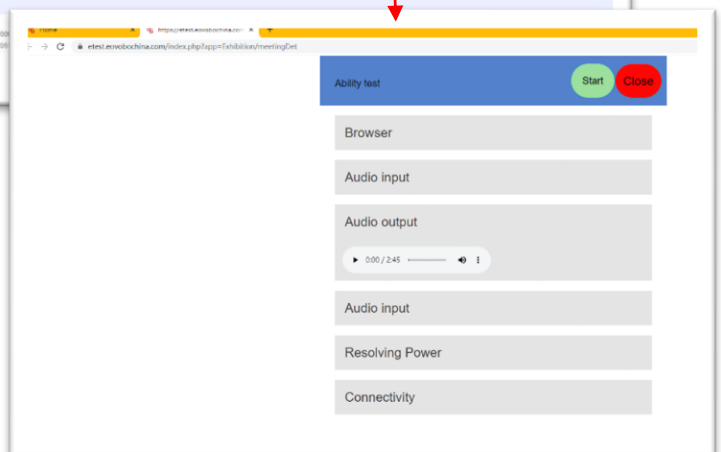 Home
etest.eovobochina.com/index.php?app=Exhibition/meetingDet
Ability test
Start
Close
Browser
Audio input
Audio output
0:00 / 2:45
Audio input
Resolving Power
Connectivity